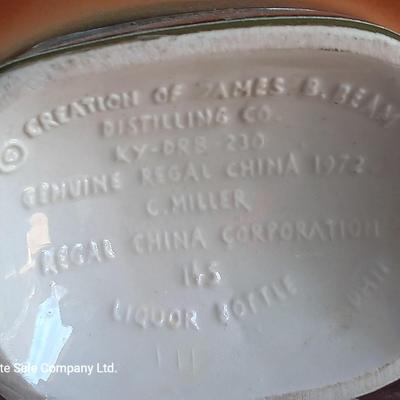 © CREATION OF JAMES B. BEAM
DISTILLING CO.
KY-DRB-230
GENUINE REGAL CHINA 1972.
C. MILLER
REGAL CHINA CORPORATION
145
LIQUOR BOTTLE
te Sale Company Ltd.